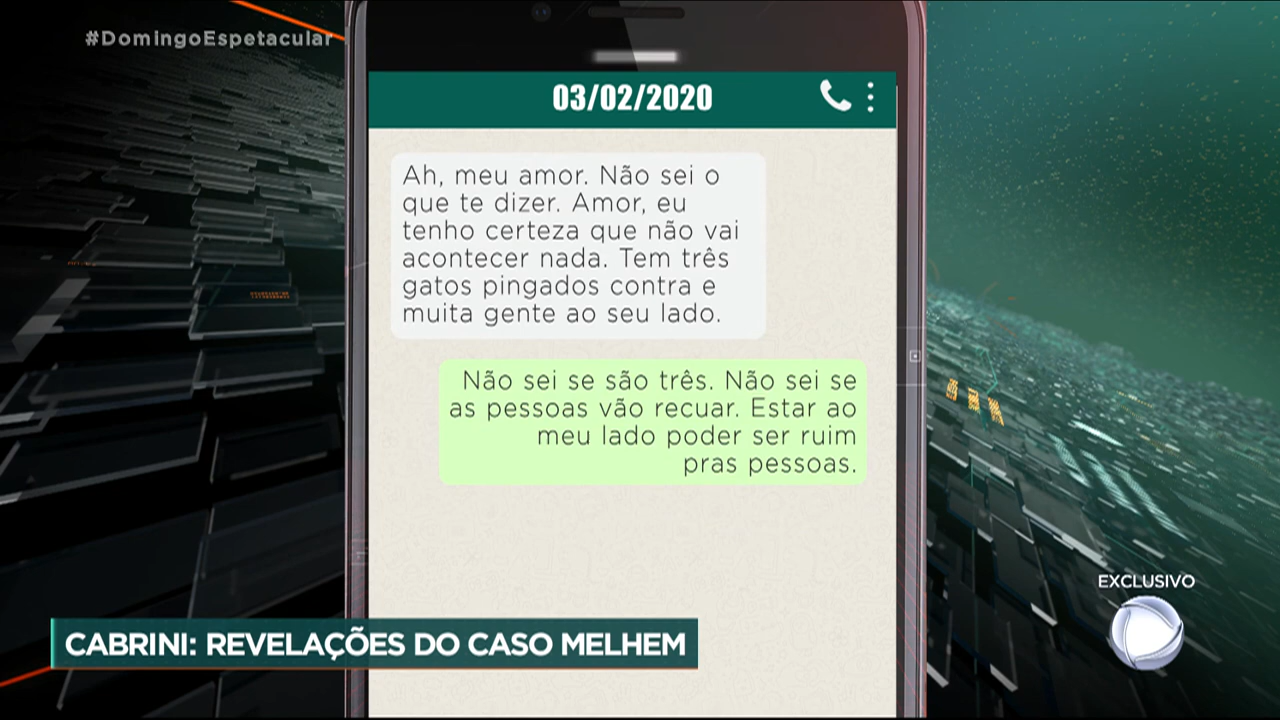 #DomingoEspetacular
03/02/2020
Ah, meu amor. Não sei o
que te dizer. Amor, eu
tenho certeza que não vai
acontecer nada. Tem três
gatos pingados contra e
muita gente ao seu lado.
Não sei se são três. Não sei se
as pessoas vão recuar. Estar ao
meu lado poder ser ruim
pras pessoas.
EXCLUSIVO
CABRINI: REVELAÇÕES DO CASO MELHEM